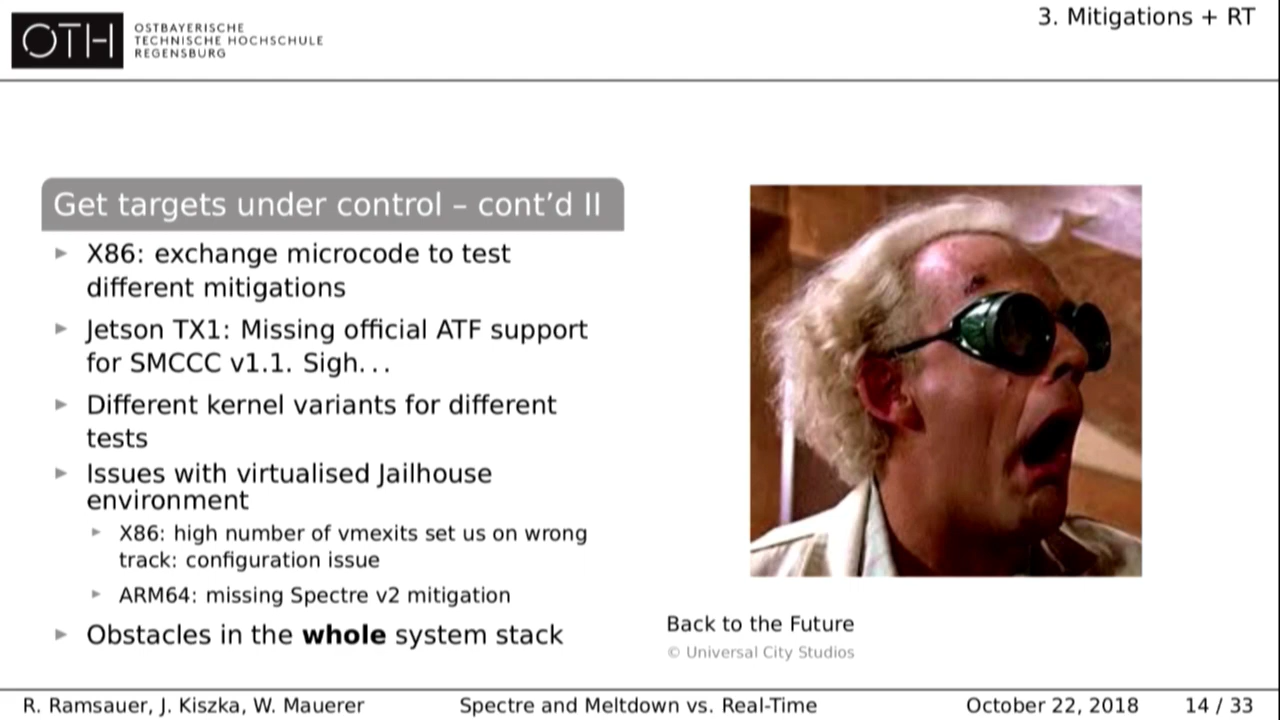 OTH
OSTBAYERISCHE
TECHNISCHE HOCHSCHULE
REGENSBURG
3. Mitigations + RT
Get targets under control – cont’d II
X86: exchange microcode to test
different mitigations
Jetson TX1: Missing official ATF support
for SMCCC v1.1. Sigh...
Different kernel variants for different
tests
Issues with virtualised Jailhouse
environment
X86: high number of vmexits set us on wrong
track: configuration issue
ARM64: missing Spectre v2 mitigation
Obstacles in the whole system stack
Back to the Future
© Universal City Studios
R. Ramsauer, J. Kiszka, W. Mauerer
Spectre and Meltdown vs. Real-Time
October 22, 2018
14 / 33